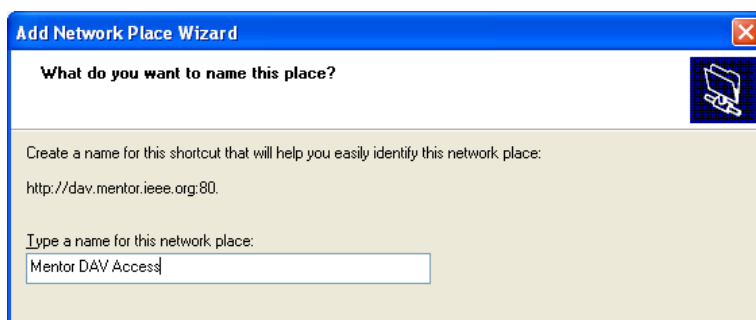 Add Network Place Wizard
What do you want to name this place?
Create a name for this shortcut that will help you easily identify this network place:
http://dav.mentor.ieee.org:80.
Type a name for this network place:
Mentor DAV Access